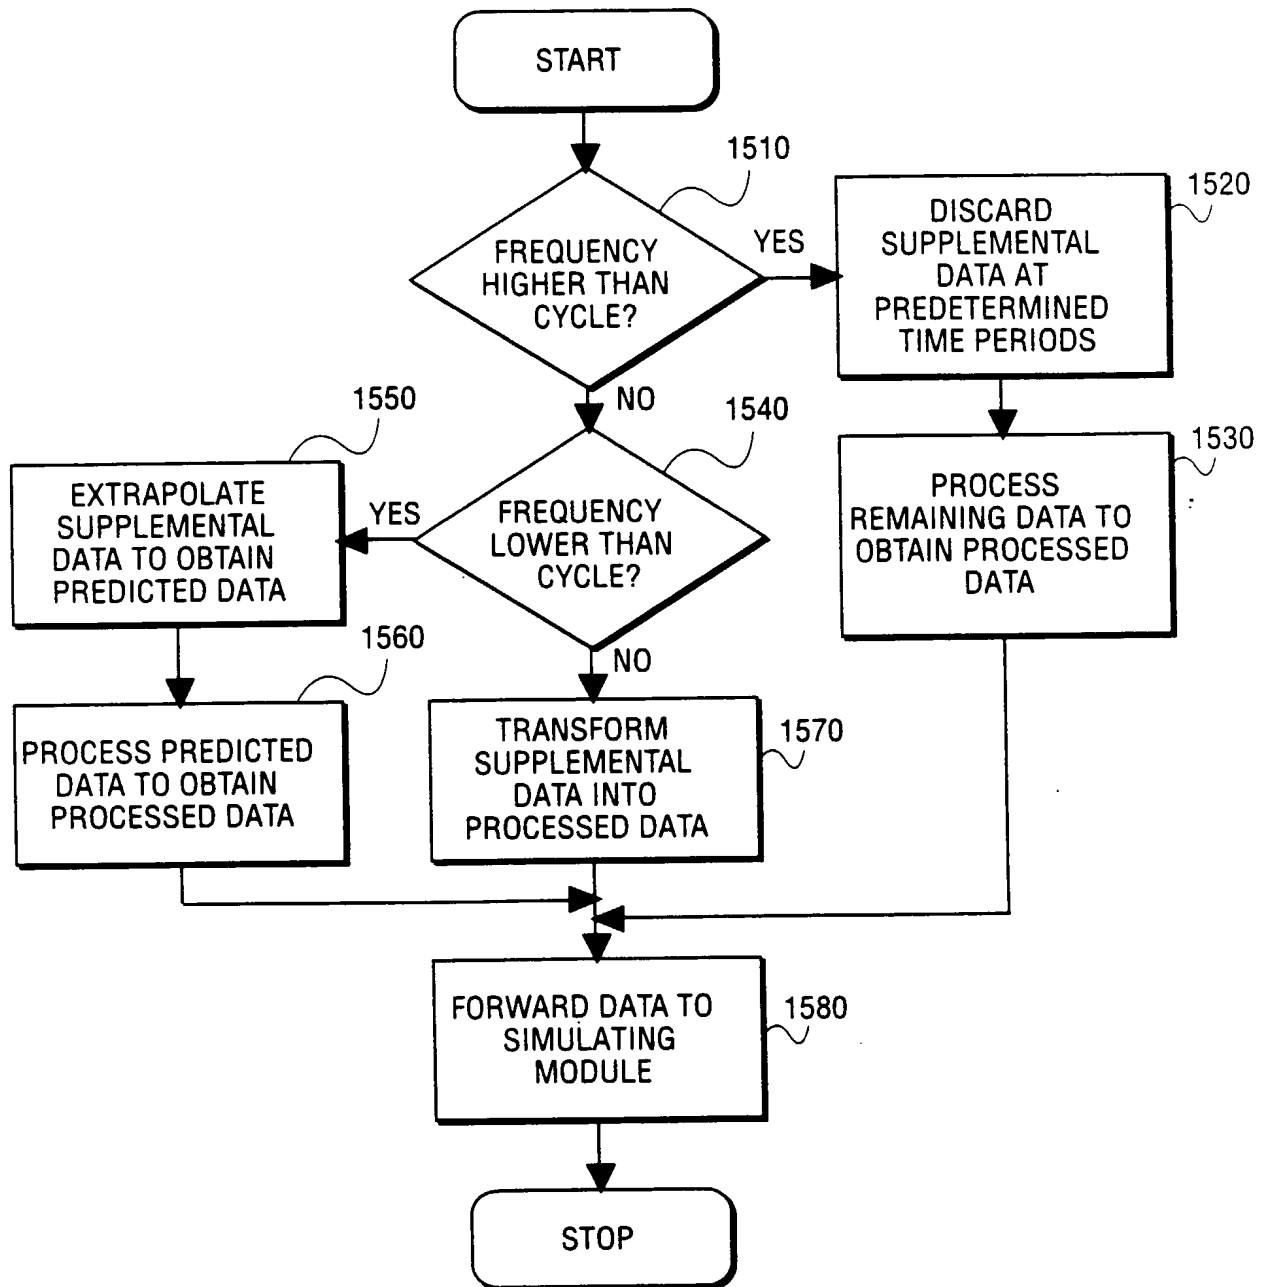 START
1510
FREQUENCY
HIGHER THAN
CYCLE?
YES
1520
DISCARD
SUPPLEMENTAL
DATA AT
PREDETERMINED
TIME PERIODS
NO
1530
PROCESS
REMAINING DATA TO
OBTAIN PROCESSED
DATA
1540
FREQUENCY
LOWER THAN
CYCLE?
YES
1550
EXTRAPOLATE
SUPPLEMENTAL
DATA TO OBTAIN
PREDICTED DATA
1560
PROCESS PREDICTED
DATA TO OBTAIN
PROCESSED DATA
NO
TRANSFORM
SUPPLEMENTAL
DATA INTO
PROCESSED DATA
1570
FORWARD DATA TO
SIMULATING
MODULE
1580
STOP